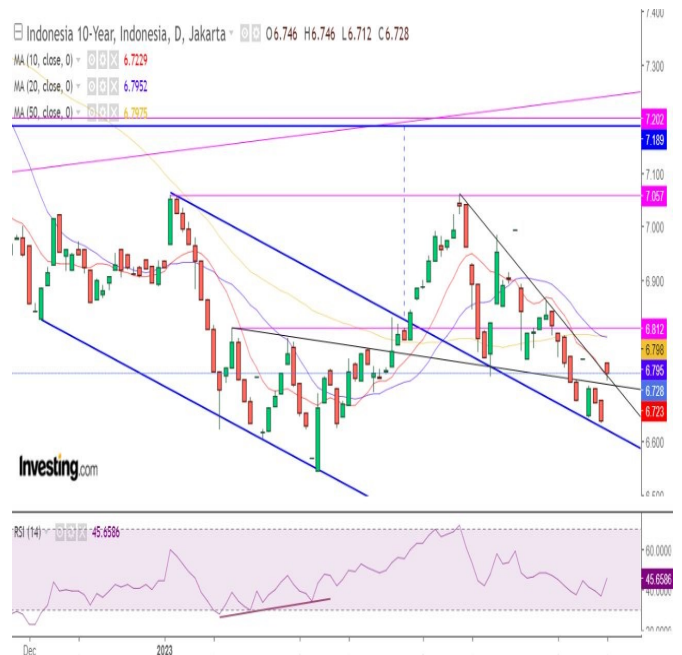 Indonesia 10-Year, Indonesia, D, Jakarta O6.746 H6.746 L6.712 C6.728
MA (10, close, 0) 6.7229
MA (20, close, 0) 6.7952
MA (50, close, 0) 6.7975
7.400
7.300
7.202
7.189
7.100
7.057
7.000
6.900
6.812
6.798
6.795
6.728
6.723
6.600
6.500
Investing.com
RSI (14) 45.6586
60.0000
45.6586
40.0000
20.0000
Dec 2023